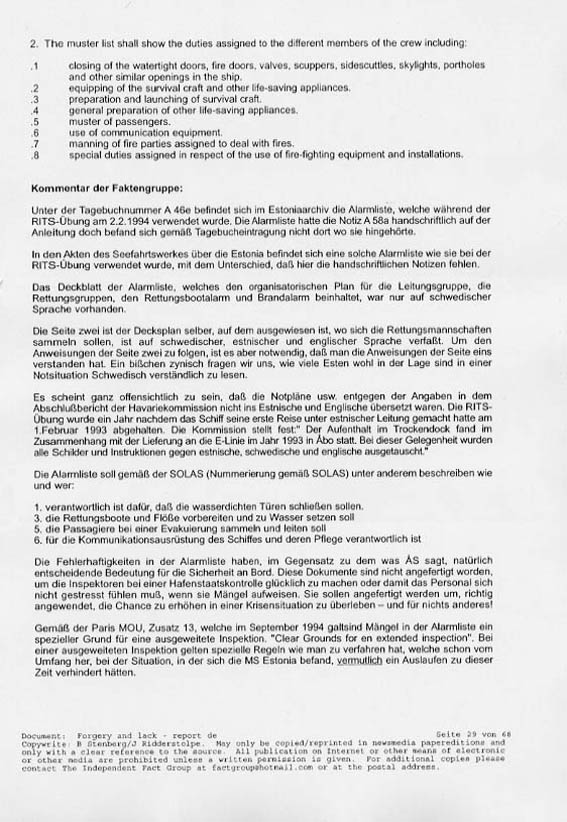 2. The muster list shall show the duties assigned to the different members of the crew including:
.1 closing of the watertight doors, fire doors, valves, scuppers, sidescuttles, skylights, portholes
and other similar openings in the ship.
.2 equipping of the survival craft and other life-saving appliances.
.3 preparation and launching of survival craft.
.4 general preparation of other life-saving appliances.
.5 muster of passengers.
.6 use of communication equipment.
.7 manning of fire parties assigned to deal with fires.
.8 special duties assigned in respect of the use of fire-fighting equipment and installations.
Kommentar der Faktengruppe:
Unter der Tagebuchnummer A 46e befindet sich im Estoniaarchiv die Alarmliste, welche während der
RITS-Übung am 2.2.1994 verwendet wurde. Die Alarmliste hatte die Notiz A 58a handschriftlich auf der
Anleitung doch befand sich gemäß Tagebucheintragung nicht dort wo sie hingehörte.
In den Akten des Seefahrtswerkes über die Estonia befindet sich eine solche Alarmliste wie sie bei der
RITS-Übung verwendet wurde, mit dem Unterschied, daß hier die handschriftlichen Notizen fehlen.
Das Deckblatt der Alarmliste, welches den organisatorischen Plan für die Leitungsgruppe, die
Rettungsgruppen, den Rettungsbootalarm und Brandalarm beinhaltet, war nur auf schwedischer
Sprache vorhanden.
Die Seite zwei ist der Decksplan selber, auf dem ausgewiesen ist, wo sich die Rettungsmannschaften
sammeln sollen, ist auf schwedischer, estnischer und englischer Sprache verfaßt. Um den
Anweisungen der Seite zwei zu folgen, ist es aber notwendig, daß man die Anweisungen der Seite eins
verstanden hat. Ein bißchen zynisch fragen wir uns, wie viele Esten wohl in der Lage sind in einer
Notsituation Schwedisch verständlich zu lesen.
Es scheint ganz offensichtlich zu sein, daß die Notpläne usw. entgegen der Angaben in dem
Abschlußbericht der Havariekommission nicht ins Estnische und Englische übersetzt waren. Die RITS-
Übung wurde ein Jahr nachdem das Schiff seine erste Reise unter estnischer Leitung gemacht hatte am
1.Februar 1993 abgehalten. Die Kommission stellt fest:" Der Aufenthalt im Trockendock fand im
Zusammenhang mit der Lieferung an die E-Linie im Jahr 1993 in Åbo statt. Bei dieser Gelegenheit wurden
alle Schilder und Instruktionen gegen estnische, schwedische und englische ausgetauscht."
Die Alarmliste soll gemäß der SOLAS (Nummerierung gemäß SOLAS) unter anderem beschreiben wie
und wer:
1. verantwortlich ist dafür, daß die wasserdichten Türen schließen sollen.
3. die Rettungsboote und Flöße vorbereiten und zu Wasser setzen soll
5. die Passagiere bei einer Evakuierung sammeln und leiten soll
6. für die Kommunikationsausrüstung des Schiffes und deren Pflege verantwortlich ist
Die Fehlerhaftigkeiten in der Alarmliste haben, im Gegensatz zu dem was ÅS sagt, natürlich
entscheidende Bedeutung für die Sicherheit an Bord. Diese Dokumente sind nicht angefertigt worden,
um die Inspektoren bei einer Hafenstaatskontrolle glücklich zu machen oder damit das Personal sich
nicht gestresst fühlen muß, wenn sie Mängel aufweisen. Sie sollen angefertigt werden um, richtig
angewendet, die Chance zu erhöhen in einer Krisensituation zu überleben – und für nichts anderes!
Gemäß der Paris MOU, Zusatz 13, welche im September 1994 galtsind Mängel in der Alarmliste ein
spezieller Grund für eine ausgeweitete Inspektion. "Clear Grounds for en extended inspection". Bei
einer ausgeweiteten Inspektion gelten spezielle Regeln wie man zu verfahren hat, welche schon vom
Umfang her, bei der Situation, in der sich die MS Estonia befand, vermutlich ein Auslaufen zu dieser
Zeit verhindert hätten.
Document: Forgery and lack - report de Seite 29 von 68
Copywrite: B Stenberg/J Ridderstolpe. May only be copied/reprinted in newsmedia papereditions and
only with a clear reference to the source. All publication on Internet or other means of electronic
or other media are prohibited unless a written permission is given. For additional copies please
contact The Independent Fact Group at factgroup@hotmail.com or at the postal address.